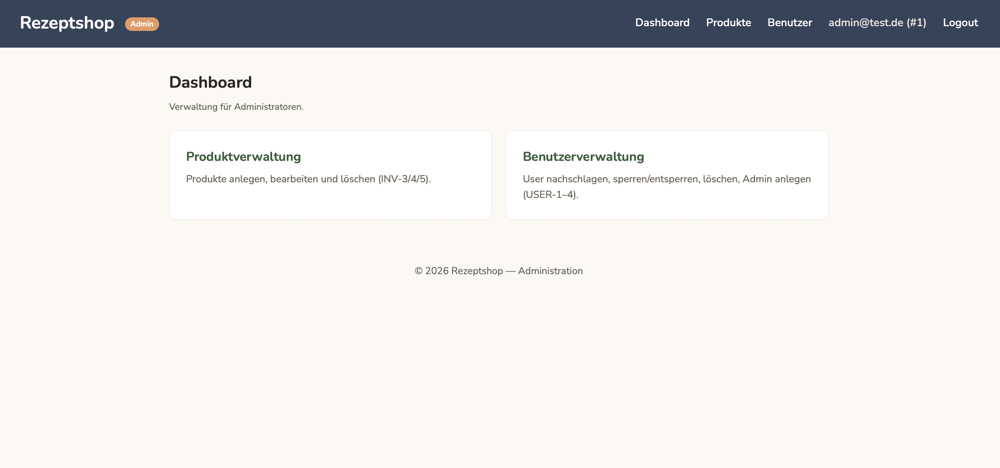 Rezeptshop Admin Dashboard Produkte Benutzer admin@test.de (#1) Logout
Dashboard
Verwaltung für Administratoren.
Produktverwaltung
Produkte anlegen, bearbeiten und löschen (INV-3/4/5).
Benutzerverwaltung
User nachschlagen, sperren/entsperren, löschen, Admin anlegen
(USER-1–4).
© 2026 Rezeptshop — Administration